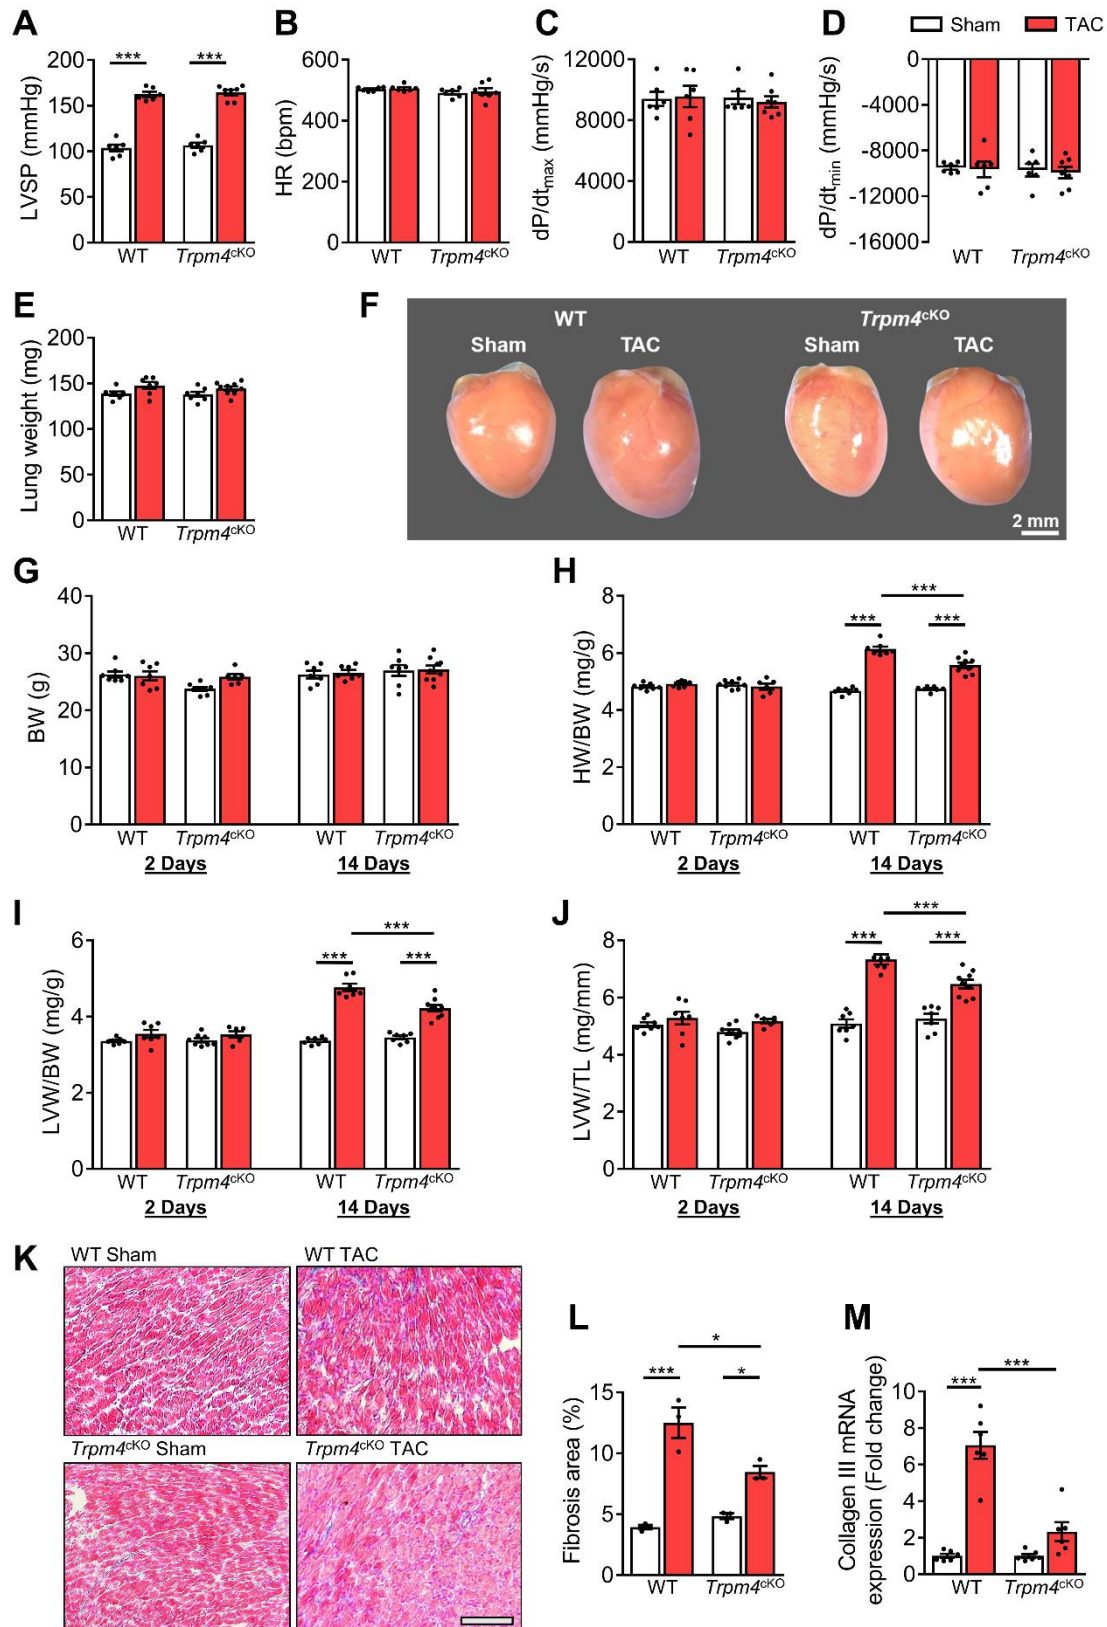 A
LVSP (mmHg)
200
150
100
50
0
***
***
WT
Trpm4cKO
B
HR (bpm)
600
400
200
0
WT
Trpm4cKO
C
dP/dtmax (mmHg/s)
12000
8000
4000
0
WT
Trpm4cKO
D
Sham
TAC
dP/dtmin (mmHg/s)
0
-4000
-8000
-12000
-16000
WT
Trpm4cKO
E
Lung weight (mg)
200
150
100
50
0
WT
Trpm4cKO
F
WT
Trpm4cKO
Sham
TAC
Sham
TAC
2 mm
G
BW (g)
40
30
20
10
0
WT
Trpm4cKO
WT
Trpm4cKO
2 Days
14 Days
H
HW/BW (mg/g)
8
6
4
2
0
***
***
***
WT
Trpm4cKO
WT
Trpm4cKO
2 Days
14 Days
I
LVW/BW (mg/g)
6
4
2
0
***
***
***
WT
Trpm4cKO
WT
Trpm4cKO
2 Days
14 Days
J
LVW/TL (mg/mm)
8
6
4
2
0
***
***
***
WT
Trpm4cKO
WT
Trpm4cKO
2 Days
14 Days
K
WT Sham
WT TAC
Trpm4cKO Sham
Trpm4cKO TAC
L
Fibrosis area (%)
15
10
5
0
*
***
*
WT
Trpm4cKO
M
Collagen III mRNA
expression (Fold change)
10
8
6
4
2
0
***
***
WT
Trpm4cKO